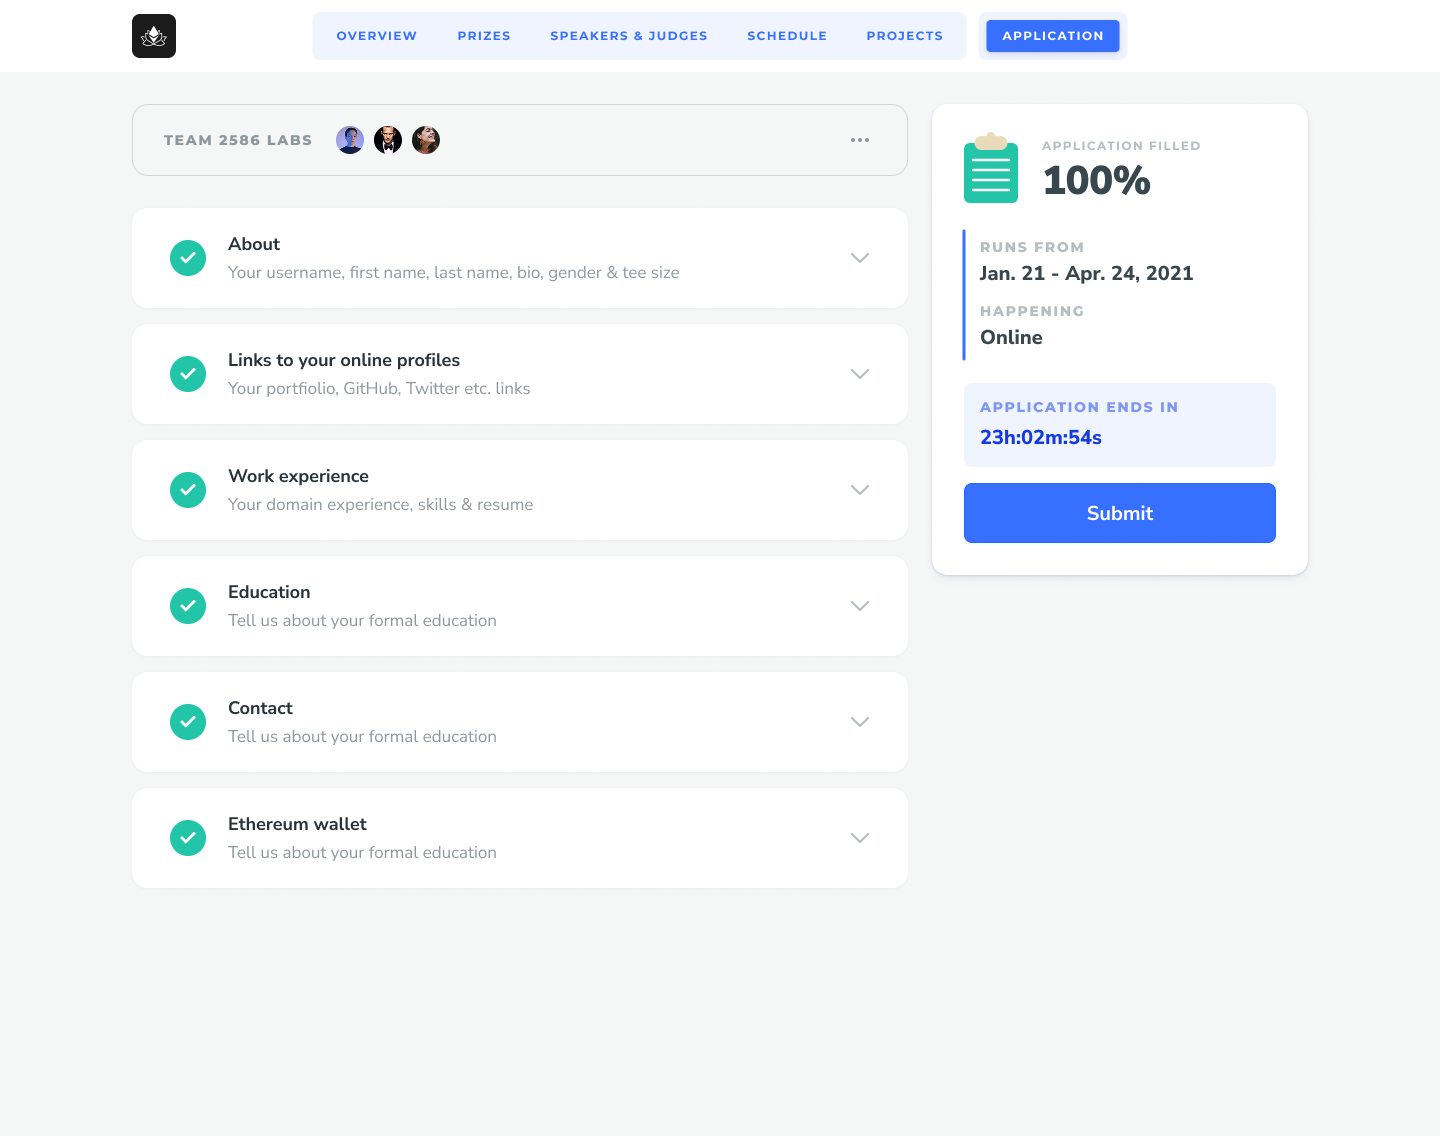 OVERVIEW
PRIZES
SPEAKERS & JUDGES
SCHEDULE
PROJECTS
APPLICATION
TEAM 2586 LABS
About
Your username, first name, last name, bio, gender & tee size
Links to your online profiles
Your portfiolio, GitHub, Twitter etc. links
Work experience
Your domain experience, skills & resume
Education
Tell us about your formal education
Contact
Tell us about your formal education
Ethereum wallet
Tell us about your formal education
APPLICATION FILLED
100%
RUNS FROM
Jan. 21 - Apr. 24, 2021
HAPPENING
Online
APPLICATION ENDS IN
23h:02m:54s
Submit